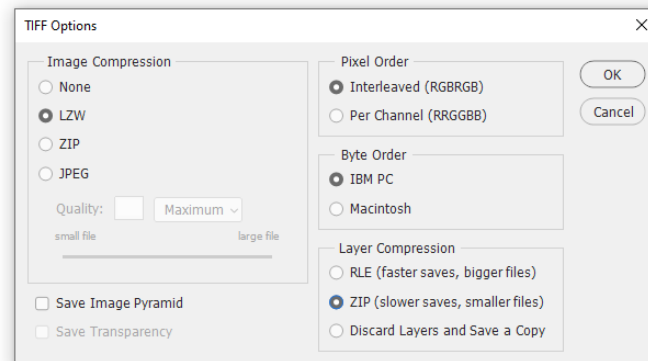 TIFF Options
Image Compression
None
LZW
ZIP
JPEG
Quality:
Maximum
small file
large file
Save Image Pyramid
Save Transparency
Pixel Order
Interleaved (RGBRGB)
Per Channel (RRGGBB)
Byte Order
IBM PC
Macintosh
Layer Compression
RLE (faster saves, bigger files)
ZIP (slower saves, smaller files)
Discard Layers and Save a Copy
OK
Cancel